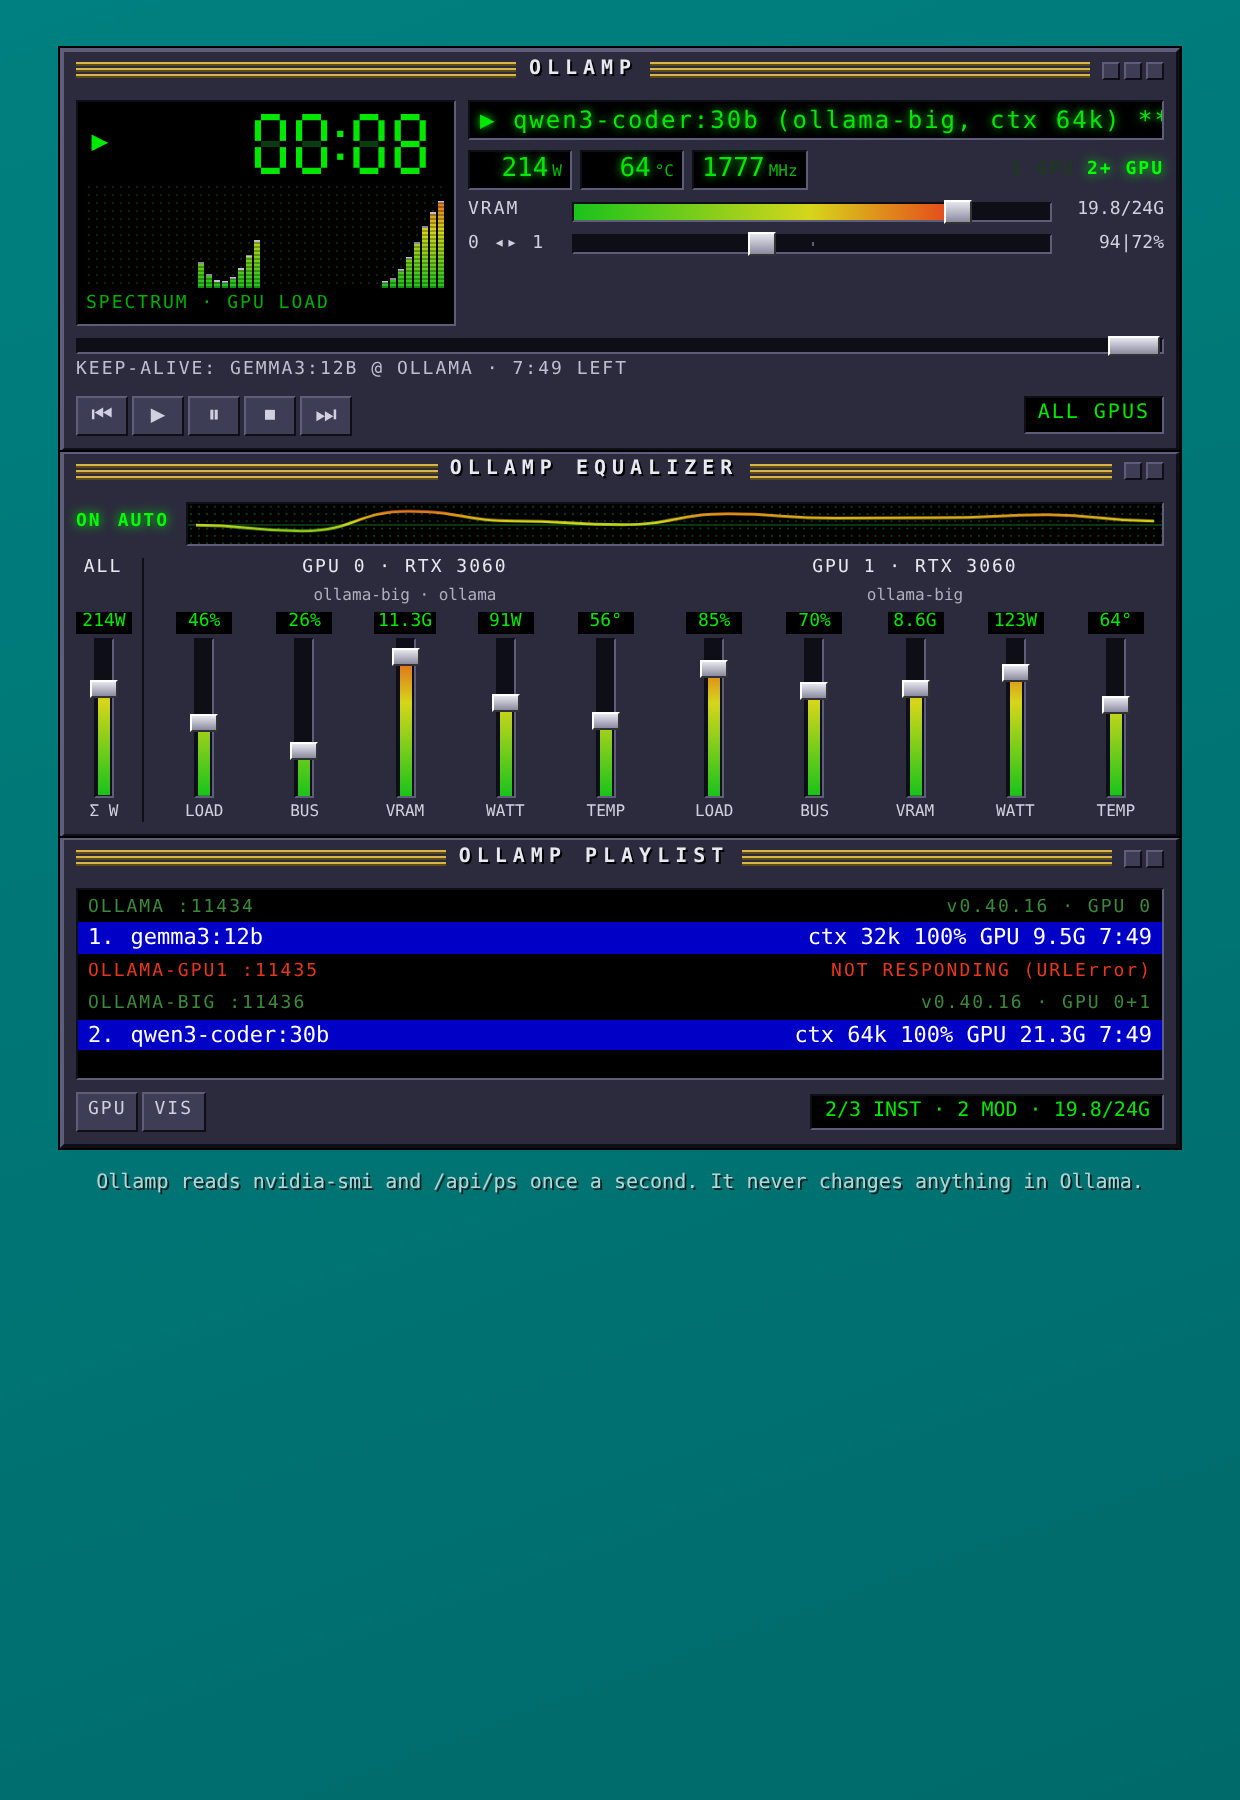 OLLAMP
00:08
▶ qwen3-coder:30b (ollama-big, ctx 64k) **
214 W 64 °C 1777 MHz 2+ GPU
VRAM 19.8/24G
0 ◂▸ 1 94|72%
SPECTRUM · GPU LOAD
KEEP-ALIVE: GEMMA3:12B @ OLLAMA · 7:49 LEFT
ALL GPUS
OLLAMP EQUALIZER
ON AUTO
ALL GPU 0 · RTX 3060 GPU 1 · RTX 3060
ollama-big · ollama ollama-big
214W 46% 26% 11.3G 91W 56° 85% 70% 8.6G 123W 64°
Σ W LOAD BUS VRAM WATT TEMP LOAD BUS VRAM WATT TEMP
OLLAMP PLAYLIST
OLLAMA :11434 v0.40.16 · GPU 0
1. gemma3:12b ctx 32k 100% GPU 9.5G 7:49
OLLAMA-GPU1 :11435 NOT RESPONDING (URLError)
OLLAMA-BIG :11436 v0.40.16 · GPU 0+1
2. qwen3-coder:30b ctx 64k 100% GPU 21.3G 7:49
GPU VIS 2/3 INST · 2 MOD · 19.8/24G
Ollamp reads nvidia-smi and /api/ps once a second. It never changes anything in Ollama.